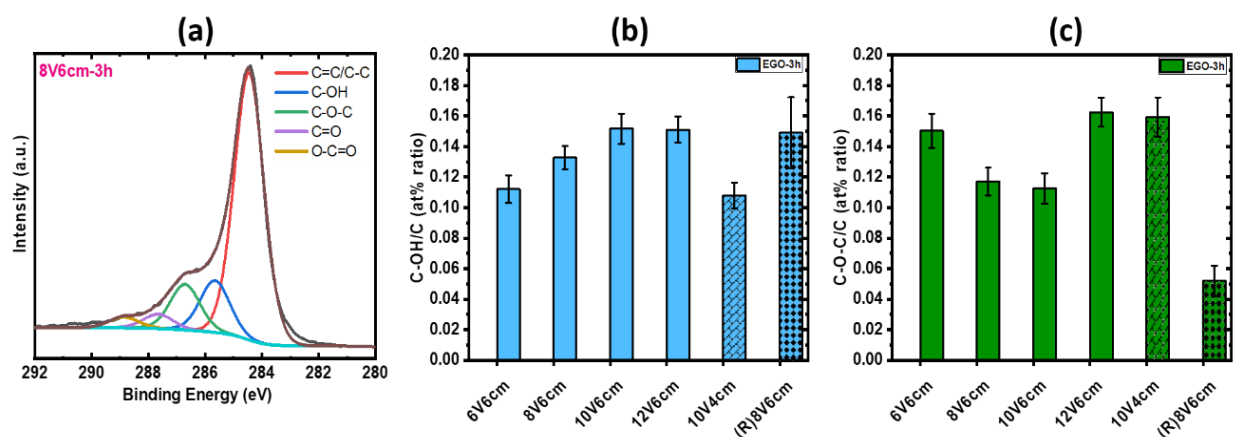 (a)
8V6cm-3h
C=C/C-C
C-OH
C-O-C
C=O
O-C=O
Intensity (a.u.)
292 290 288 286 284 282 280
Binding Energy (eV)
(b)
EGO-3h
C-OH/C (at% ratio)
0.20
0.18
0.16
0.14
0.12
0.10
0.08
0.06
0.04
0.02
0.00
6V6cm 8V6cm 10V6cm 12V6cm 10V4cm (R)8V6cm
(c)
EGO-3h
C-O-C/C (at% ratio)
0.20
0.18
0.16
0.14
0.12
0.10
0.08
0.06
0.04
0.02
0.00
6V6cm 8V6cm 10V6cm 12V6cm 10V4cm (R)8V6cm